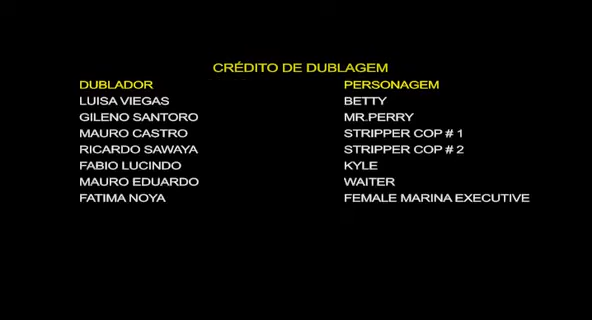 CRÉDITO DE DUBLAGEM
DUBLADOR PERSONAGEM
LUISA VIEGAS BETTY
GILENO SANTORO MR.PERRY
MAURO CASTRO STRIPPER COP # 1
RICARDO SAWAYA STRIPPER COP # 2
FABIO LUCINDO KYLE
MAURO EDUARDO WAITER
FATIMA NOYA FEMALE MARINA EXECUTIVE